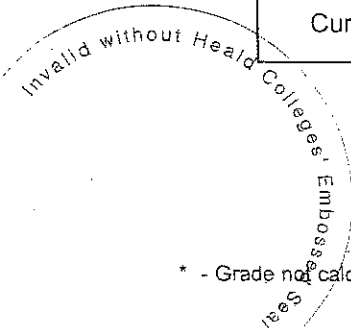 Cur
Invalid without Heald Colleges' Embossed Seal
* - Grade not calc